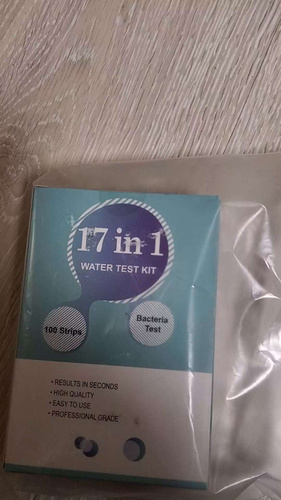 17 in 1
WATER TEST KIT
100 Strips
Bacteria
Test
• RESULTS IN SECONDS
• HIGH QUALITY
• EASY TO USE
• PROFESSIONAL GRADE